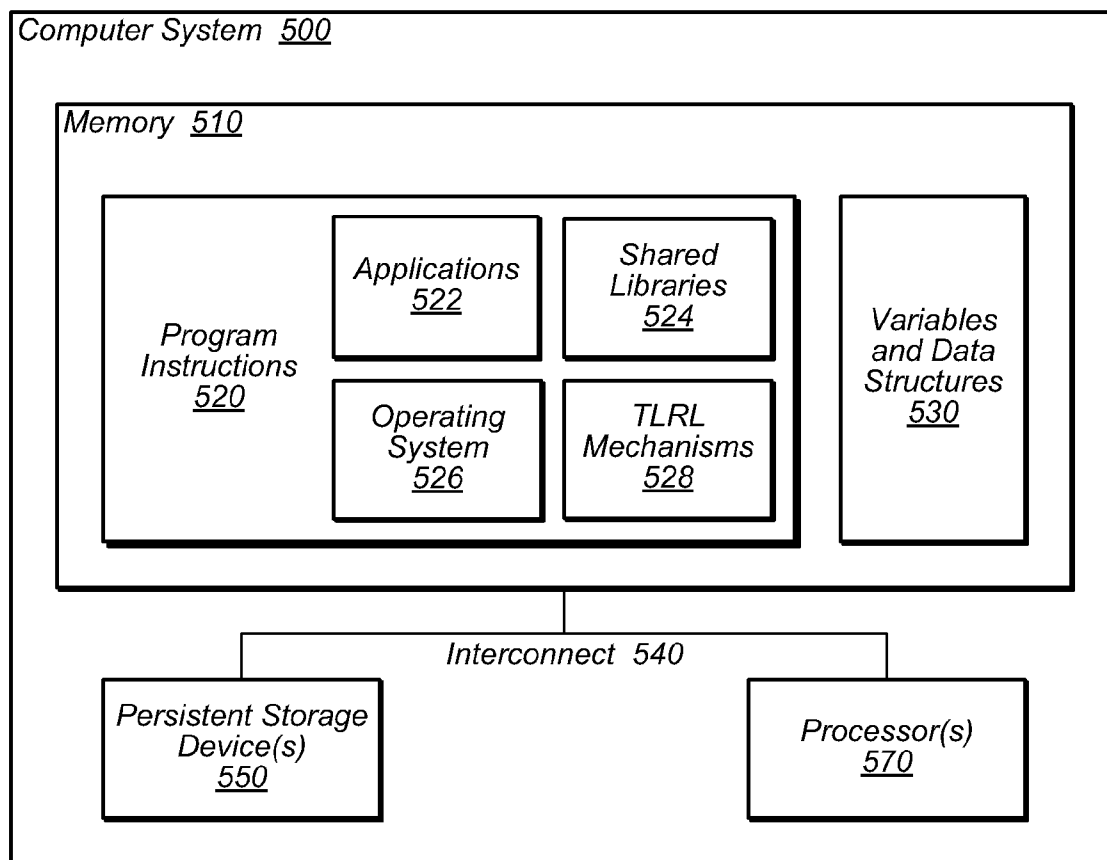 Computer System 500
Memory 510
Program
Instructions
520
Applications
522
Shared
Libraries
524
Operating
System
526
TLRL
Mechanisms
528
Variables
and Data
Structures
530
Interconnect 540
Persistent Storage
Device(s)
550
Processor(s)
570